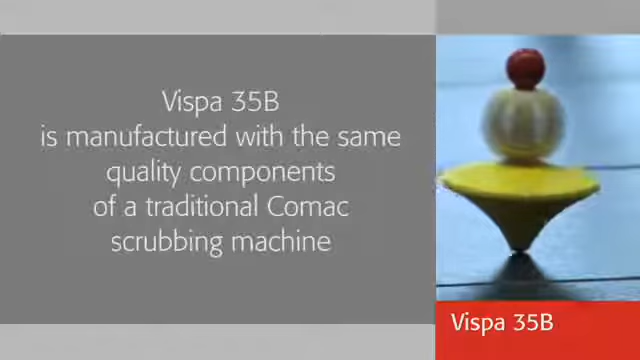 Vispa 35B
is manufactured with the same
quality components
of a traditional Comac
scrubbing machine
Vispa 35B